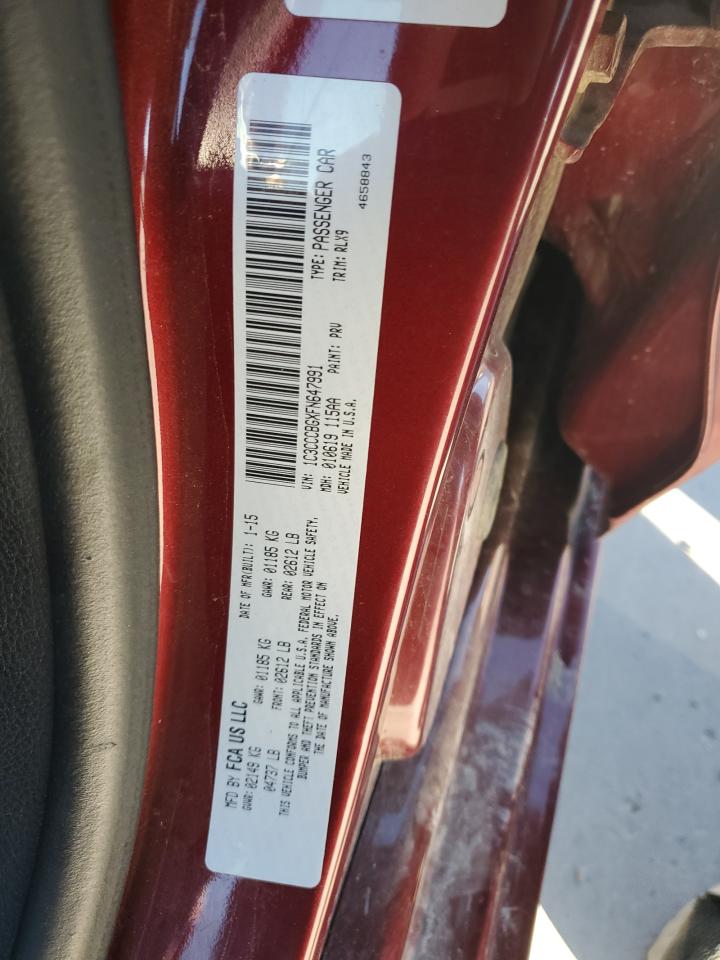 MFD BY FCA US LLC
DATE OF MFR(BUILT): 1-15
GVWR: 02149 KG
GAWR: 01185 KG
GAWR: 01185 KG
04737 LB
FRONT: 02612 LB
REAR: 02612 LB
THIS VEHICLE CONFORMS TO ALL APPLICABLE U.S.A. FEDERAL MOTOR VEHICLE SAFETY,
BUMPER AND THEFT PREVENTION STANDARDS IN EFFECT ON
THE DATE OF MANUFACTURE SHOWN ABOVE.
VIN: 1C3CCCBGXFN647991
TYPE: PASSENGER CAR
MDH: 010619 115AA
PAINT: PRV
TRIM: RLX9
VEHICLE MADE IN U.S.A.
4658843